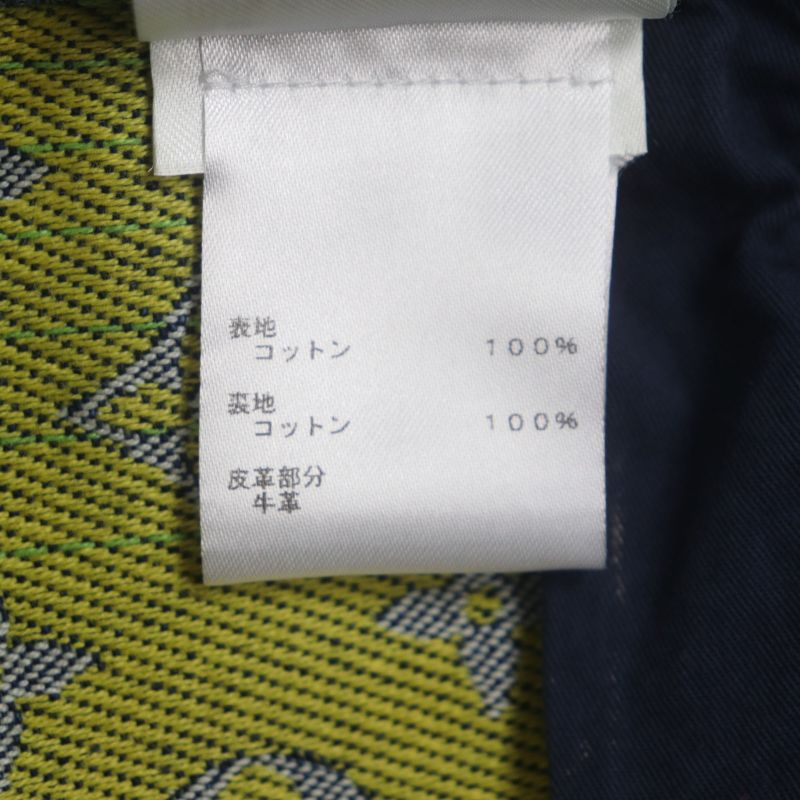 表地
コットン 100%
裏地
コットン 100%
皮革部分
牛革